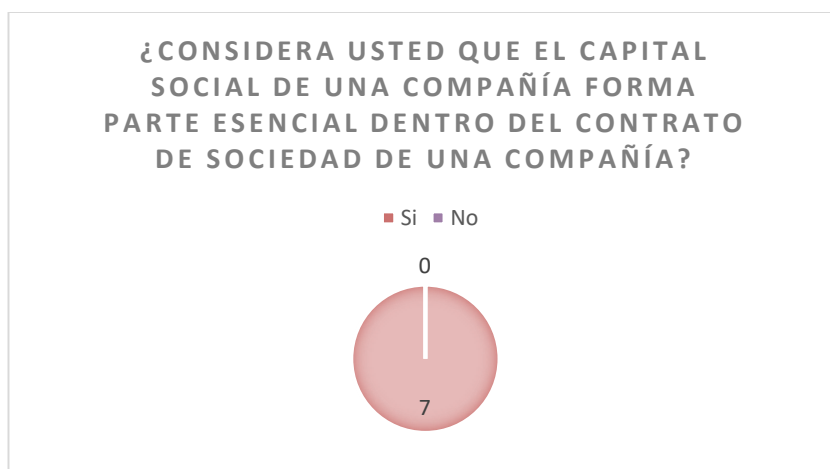 ¿CONSIDERA USTED QUE EL CAPITAL
SOCIAL DE UNA COMPAÑÍA FORMA
PARTE ESENCIAL DENTRO DEL CONTRATO
DE SOCIEDAD DE UNA COMPAÑÍA?
Si No
0
7